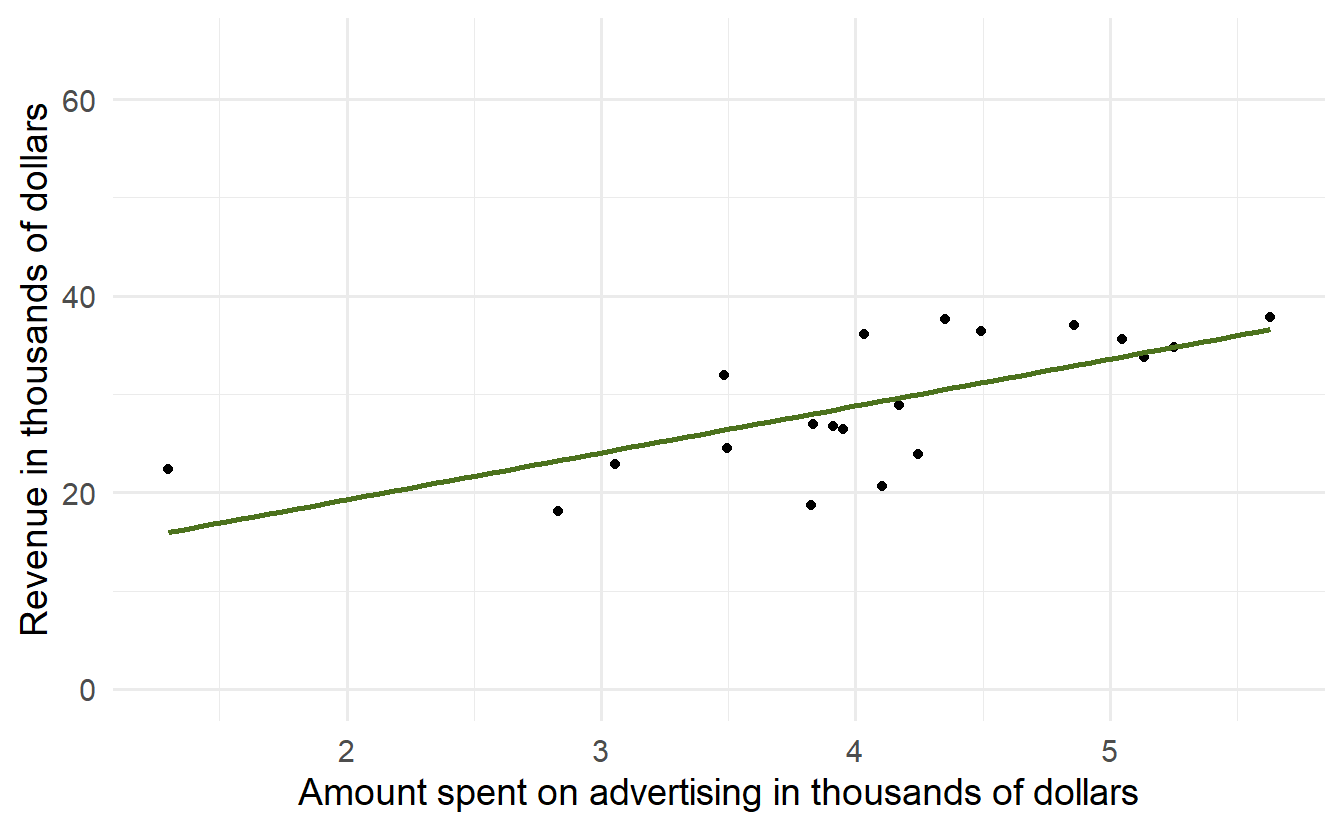 Revenue in thousands of dollars
60
40
20
0
2 3 4 5
Amount spent on advertising in thousands of dollars